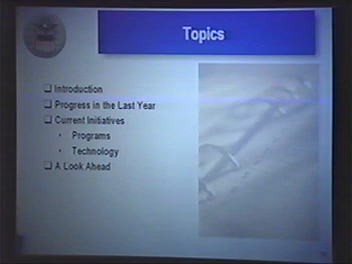 Topics
❑ Introduction
❑ Progress in the Last Year
❑ Current Initiatives
• Programs
• Technology
❑ A Look Ahead